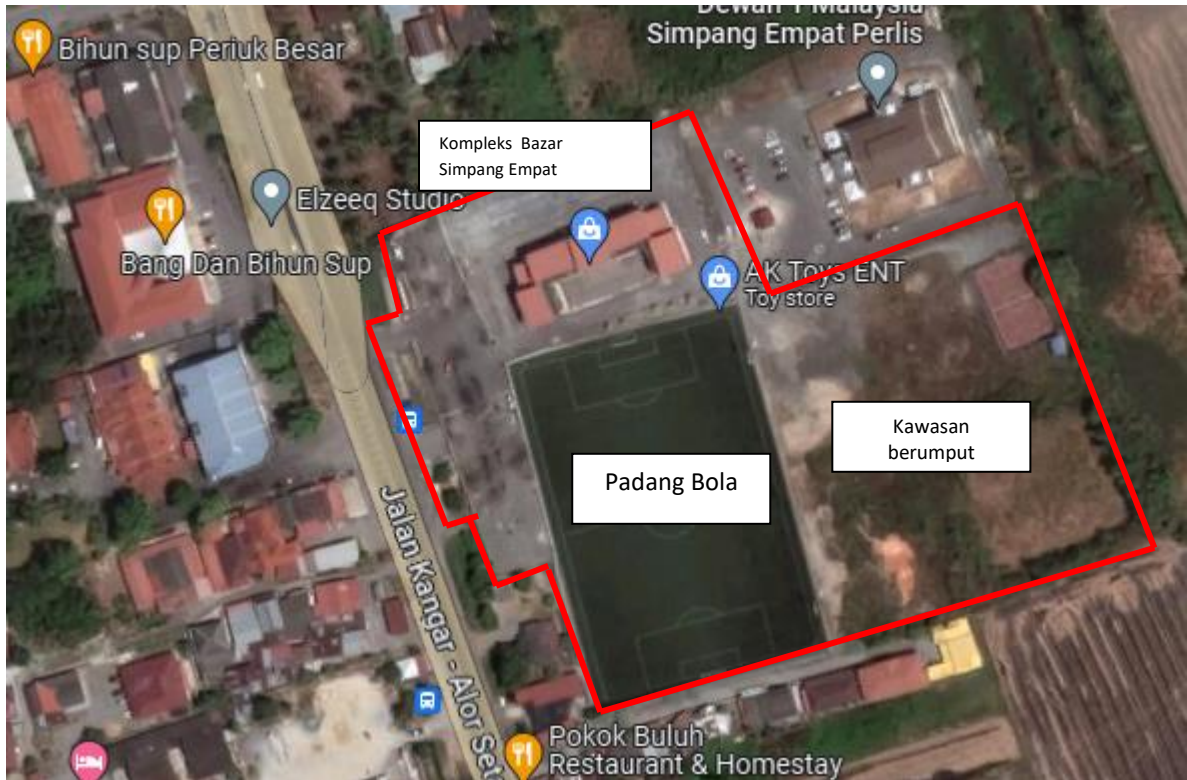 Dewan 1 Malaysia
Simpang Empat Perlis
Bihun sup Periuk Besar
Kompleks Bazar
Simpang Empat
Elzeeq Studio
Bang Dan Bihun Sup
AK Toys ENT
Toy store
Kawasan
berumput
Padang Bola
Jalan Kangar - Alor Set
Pokok Buluh
Restaurant & Homestay